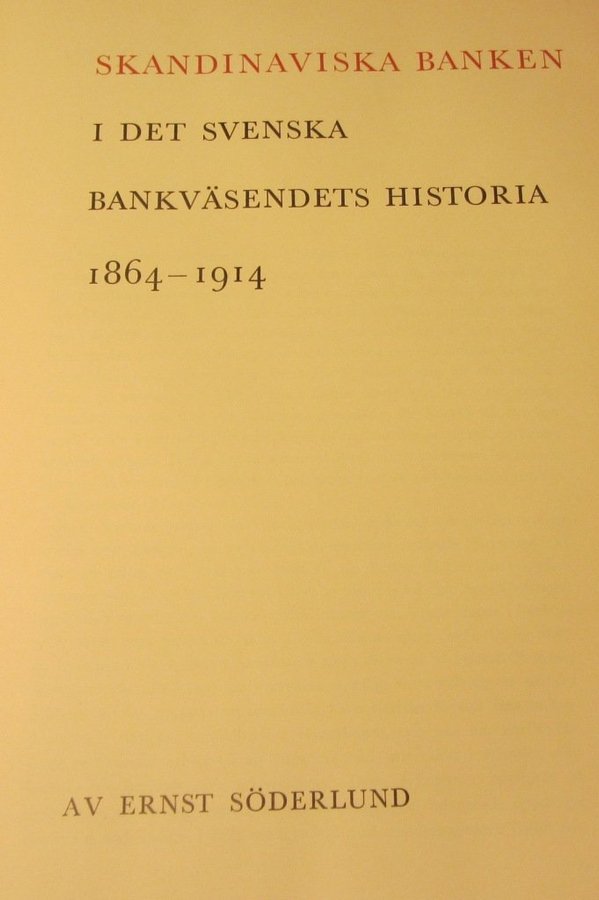 SKANDINAVISKA BANKEN
I DET SVENSKA
BANKVÄSENDETS HISTORIA
1864–1914
AV ERNST SÖDERLUND